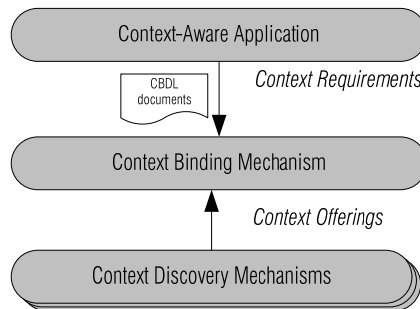 Context-Aware Application
CBDL
documents
Context Requirements
Context Binding Mechanism
Context Offerings
Context Discovery Mechanisms